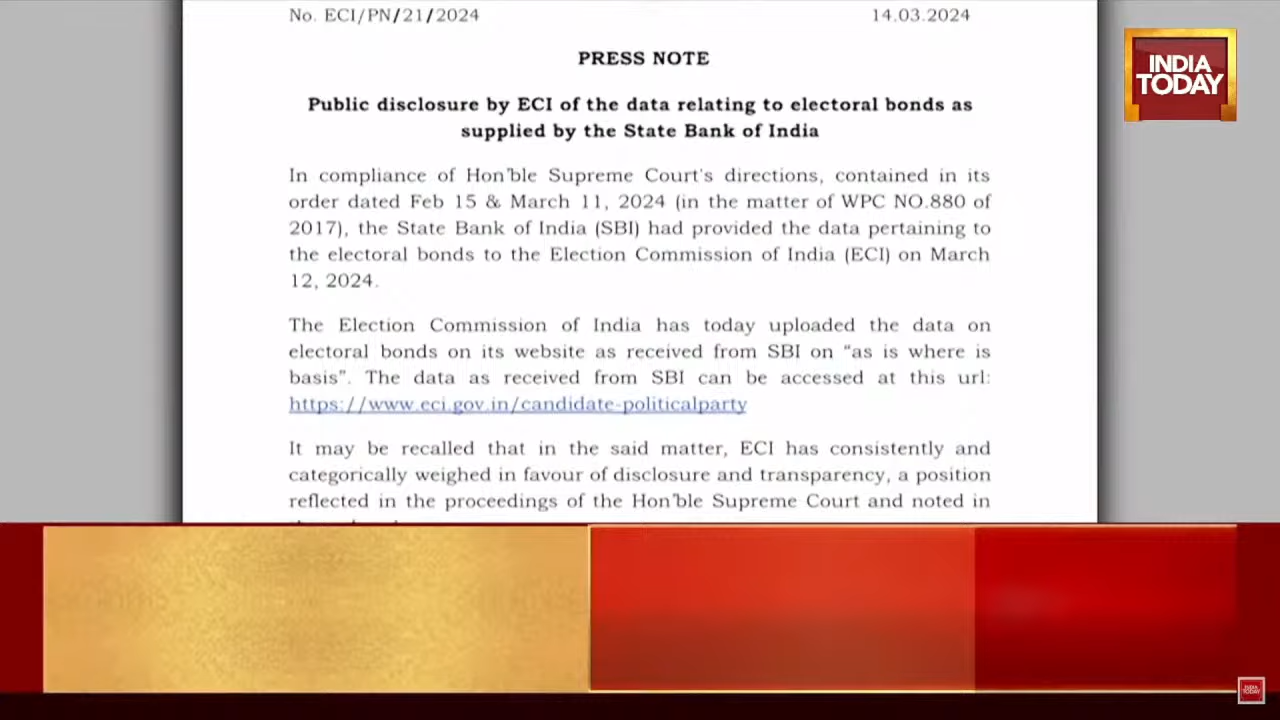 No. ECI/PN/21/2024 14.03.2024
PRESS NOTE
Public disclosure by ECI of the data relating to electoral bonds as
supplied by the State Bank of India
In compliance of Hon'ble Supreme Court's directions, contained in its
order dated Feb 15 & March 11, 2024 (in the matter of WPC NO.880 of
2017), the State Bank of India (SBI) had provided the data pertaining to
the electoral bonds to the Election Commission of India (ECI) on March
12, 2024.
The Election Commission of India has today uploaded the data on
electoral bonds on its website as received from SBI on “as is where is
basis”. The data as received from SBI can be accessed at this url:
https://www.eci.gov.in/candidate-politicalparty
It may be recalled that in the said matter, ECI has consistently and
categorically weighed in favour of disclosure and transparency, a position
reflected in the proceedings of the Hon'ble Supreme Court and noted in
INDIA
TODAY
INDIA
TODAY